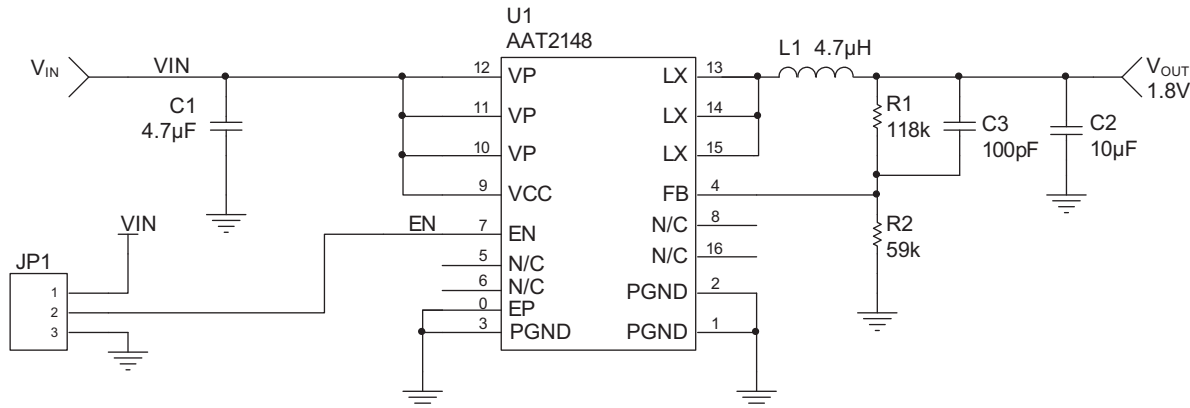 U1
AAT2148
V_IN
VIN
C1
4.7µF
12 VP
11 VP
10 VP
9 VCC
EN 7 EN
5 N/C
6 N/C
0 EP
3 PGND
LX 13
LX 14
LX 15
FB 4
N/C 8
N/C 16
PGND 2
PGND 1
L1 4.7µH
R1
118k
C3
100pF
C2
10µF
V_OUT
1.8V
R2
59k
VIN
JP1
1
2
3